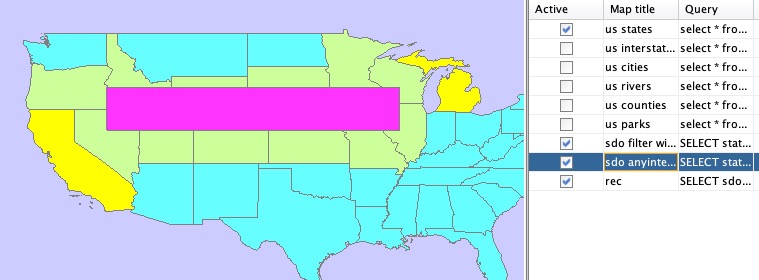 Active Map title Query
us states select * fro...
us interstat... select * fro...
us cities select * fro...
us rivers select * fro...
us counties select * fro...
us parks select * fro...
sdo filter wi... SELECT stat...
sdo anyinte... SELECT stat...
rec SELECT sdo...